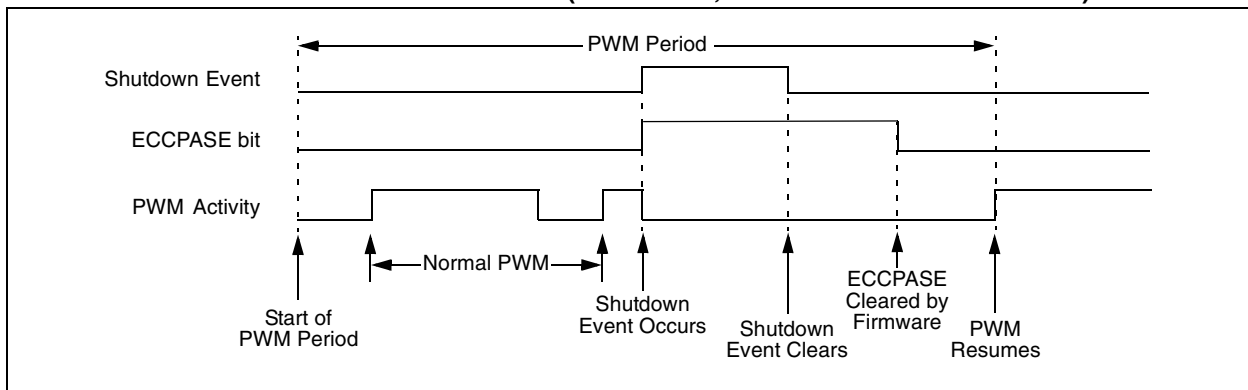 PWM Period
Shutdown Event
ECCPASE bit
PWM Activity
Normal PWM
Start of
PWM Period
Shutdown
Event Occurs
Shutdown
Event Clears
ECCPASE
Cleared by
Firmware
PWM
Resumes